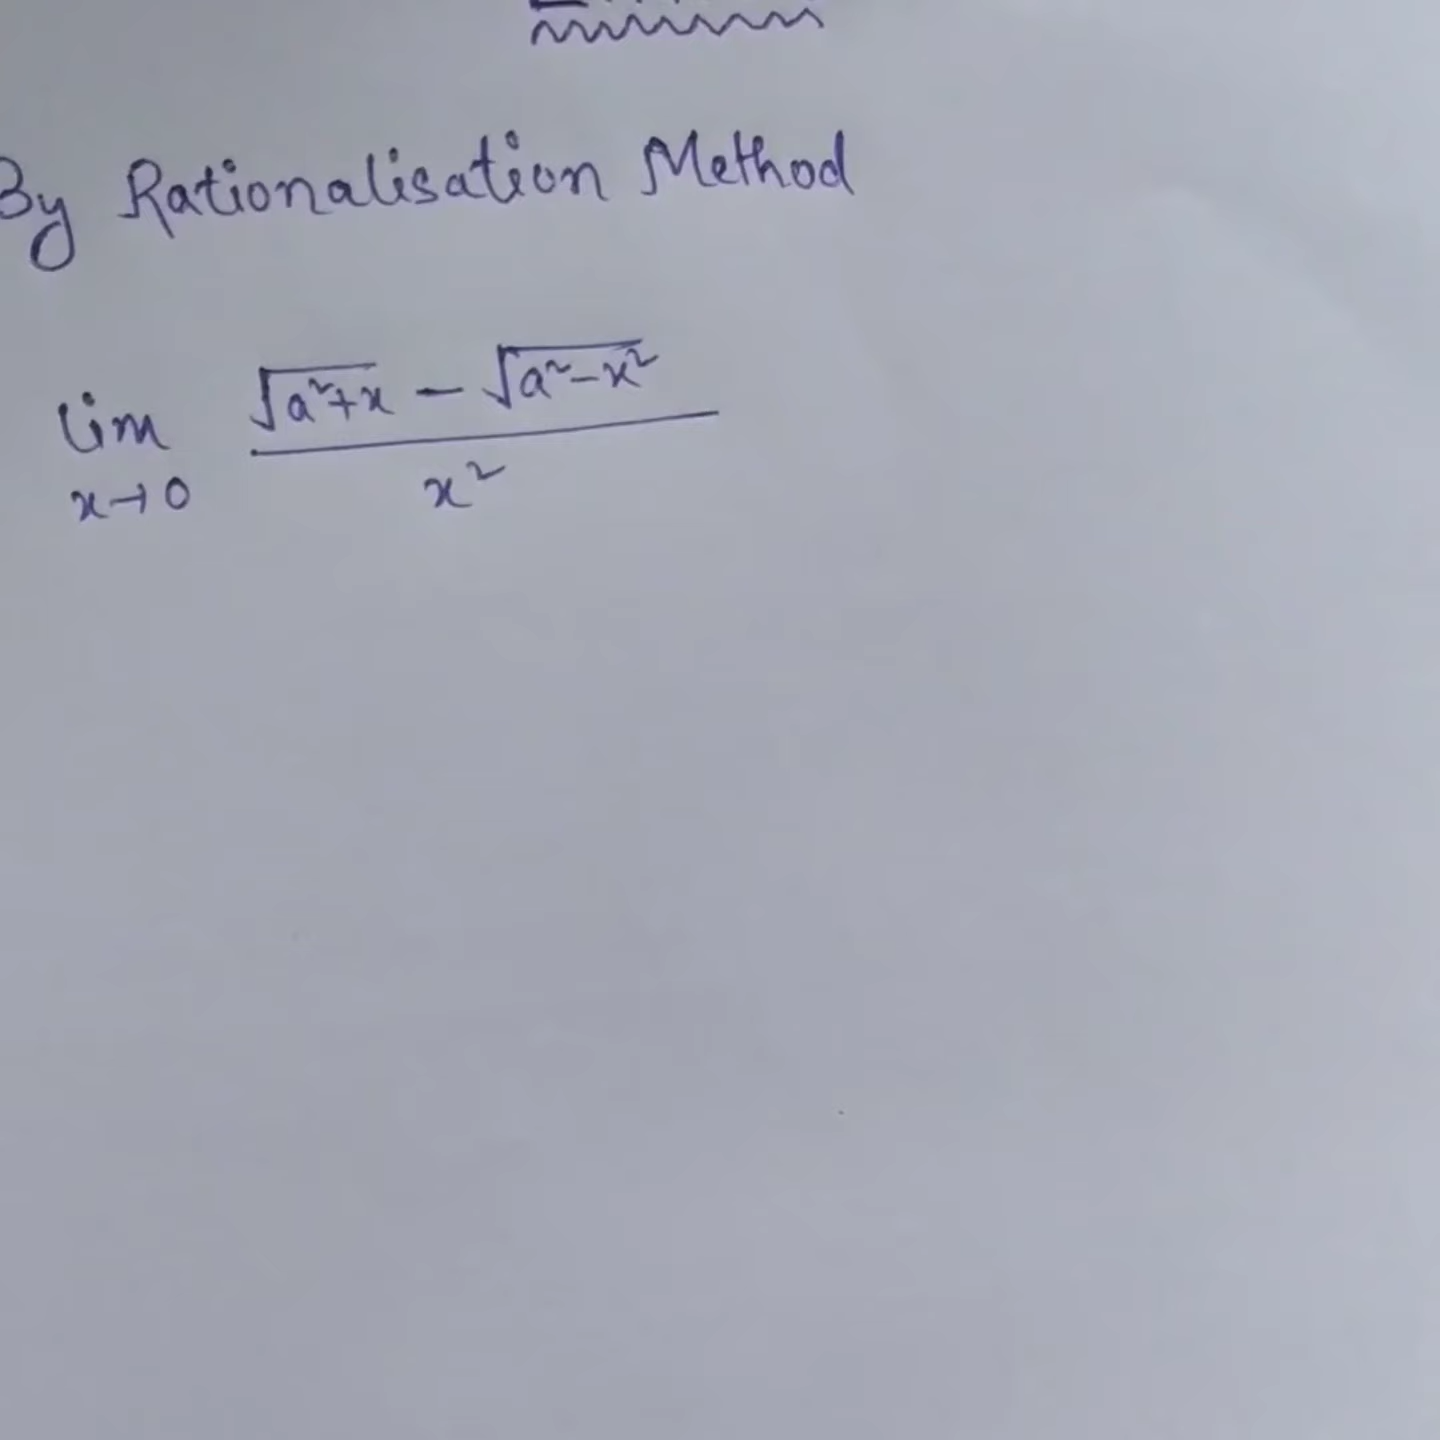 By Rationalisation Method
lim √(a²+x) - √(a²-x²)
x→0 x²